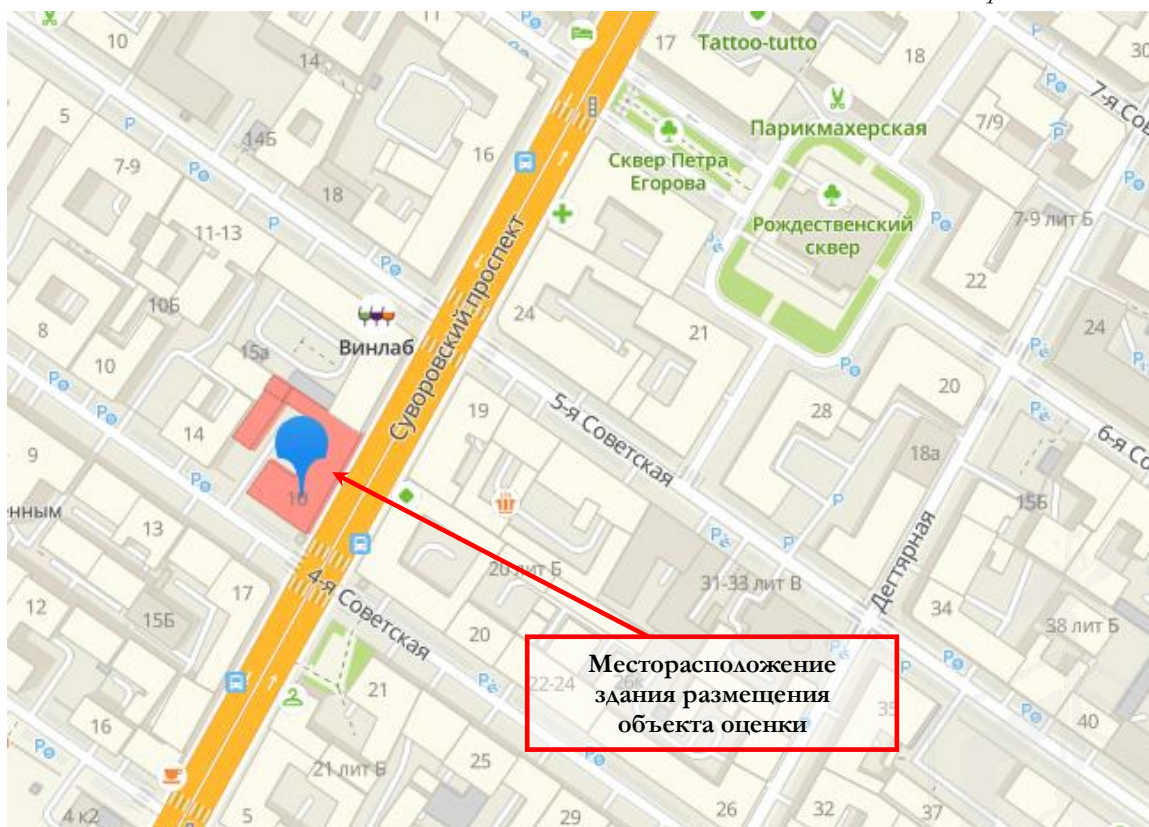 10
14
11
17
Tattoo-tutto
18
30
7-я Сов
5
14Б
16
Парикмахерская
7/9
7-9
18
Сквер Петра
Егорова
Рождественский
сквер
7-9 лит Б
11-13
Суворовский проспект
22
10Б
8
10
15а
Винлаб
24
21
24
20
14
19
5-я Советская
28
6-я Со
9
18а
10
15Б
нным
13
20 лит Б
31-33 лит В
Дегтярная
12
15Б
17
4-я Советская
20
34
38 лит Б
Месторасположение
здания размещения
объекта оценки
22-24
26к
35
21
16
40
21 лит Б
25
4 к2
5
29
26
32
37